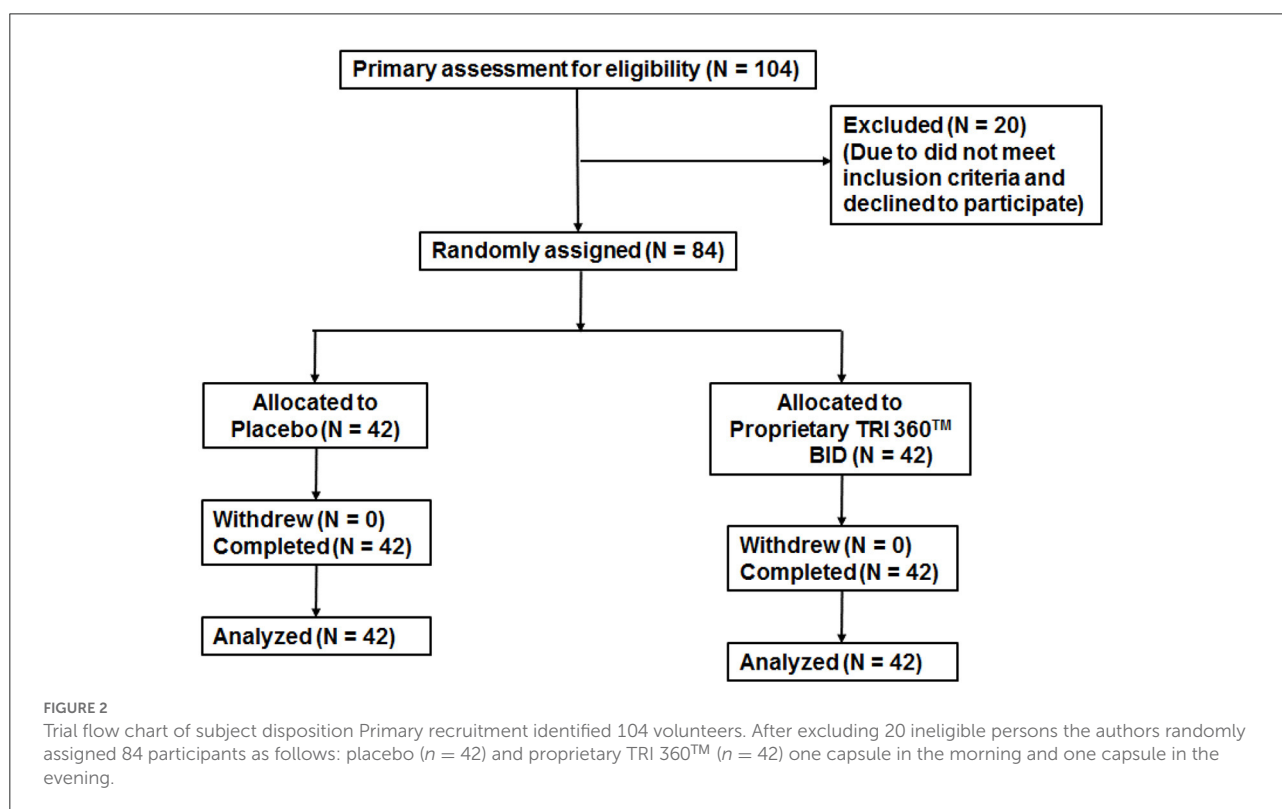 Primary assessment for eligibility (N = 104)
Excluded (N = 20)
(Due to did not meet
inclusion criteria and
declined to participate)
Randomly assigned (N = 84)
Allocated to
Placebo (N = 42)
Allocated to
Proprietary TRI 360™
BID (N = 42)
Withdrew (N = 0)
Completed (N = 42)
Withdrew (N = 0)
Completed (N = 42)
Analyzed (N = 42)
Analyzed (N = 42)
FIGURE 2
Trial flow chart of subject disposition Primary recruitment identified 104 volunteers. After excluding 20 ineligible persons the authors randomly
assigned 84 participants as follows: placebo (n = 42) and proprietary TRI 360™ (n = 42) one capsule in the morning and one capsule in the
evening.